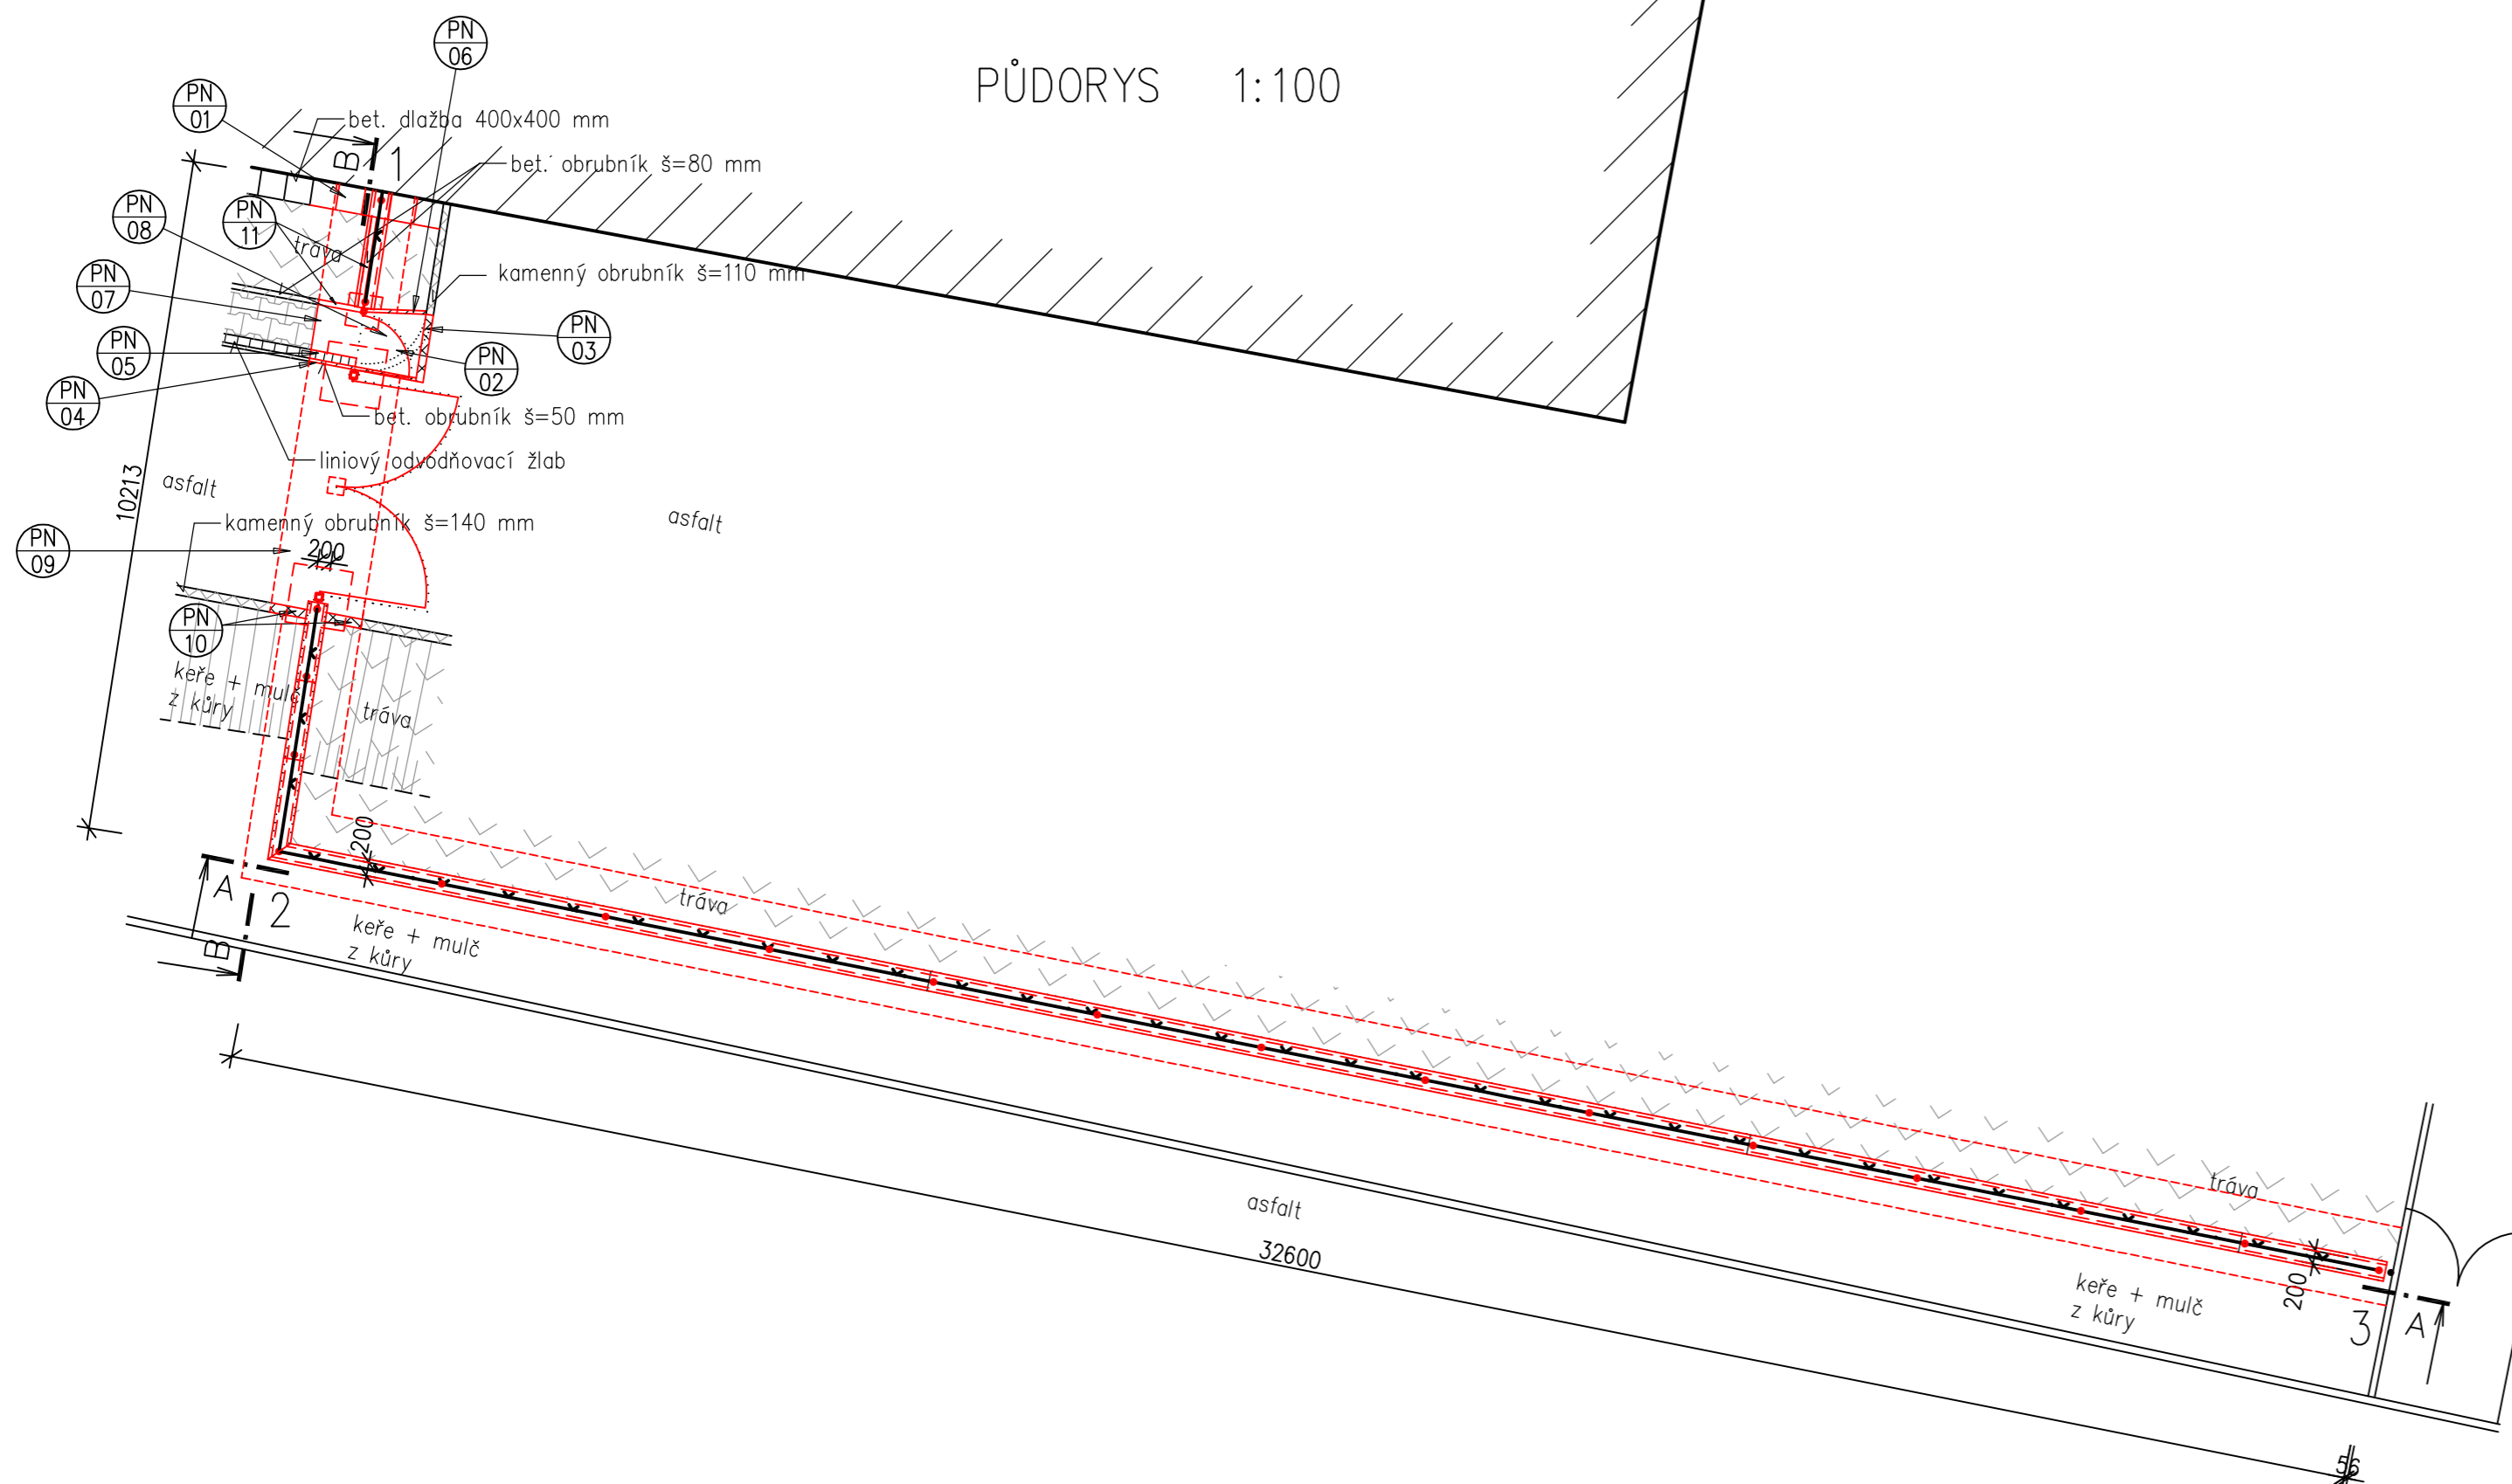 PŮDORYS 1:100
PN
06
PN
01
bet. dlažba 400x400 mm
B
1
bet. obrubník š=80 mm
PN
08
PN
11
tráva
PN
07
kamenný obrubník š=110 mm
PN
05
PN
03
PN
02
PN
04
bet. obrubník š=50 mm
liniový odvodňovací žlab
10213
asfalt
asfalt
kamenný obrubník š=140 mm
PN
09
200
PN
10
keře + mulč
z kůry
tráva
200
A
2
B
keře + mulč
z kůry
tráva
asfalt
32600
tráva
keře + mulč
z kůry
200
3
A
56